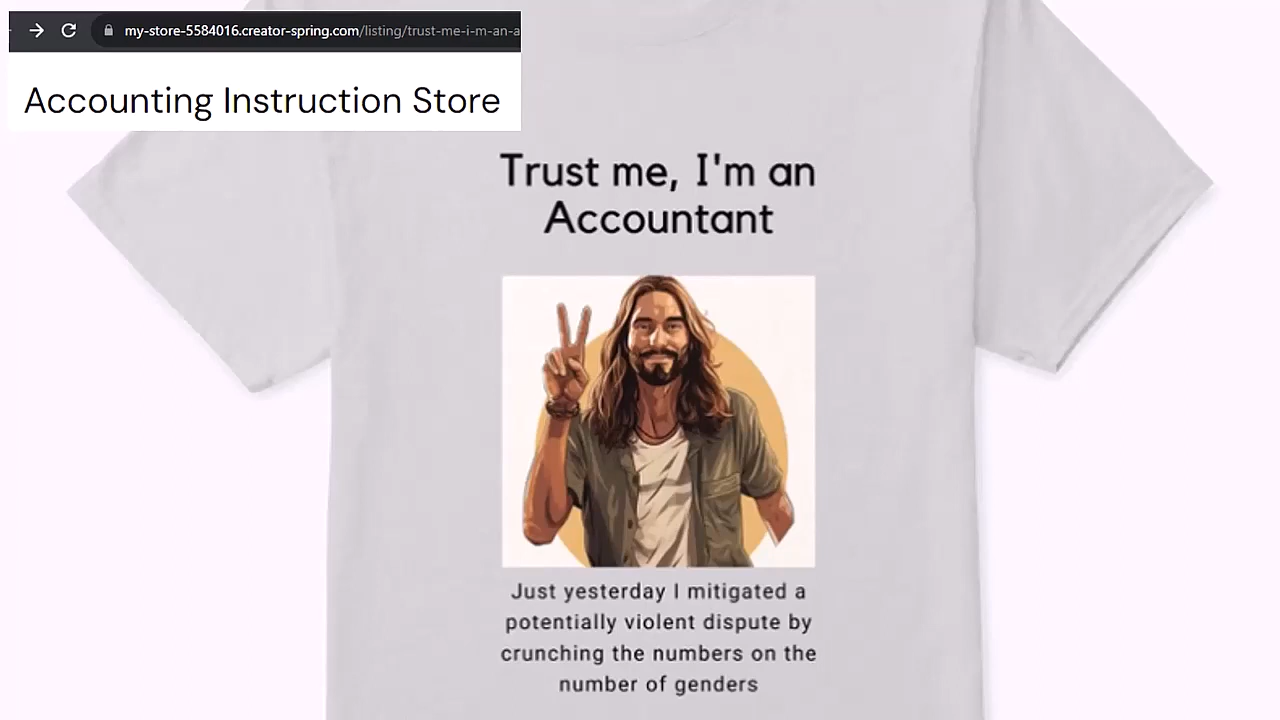 my-store-5584016.creator-spring.com/listing/trust-me-i-m-an-a
Accounting Instruction Store
Trust me, I'm an
Accountant
Just yesterday I mitigated a
potentially violent dispute by
crunching the numbers on the
number of genders